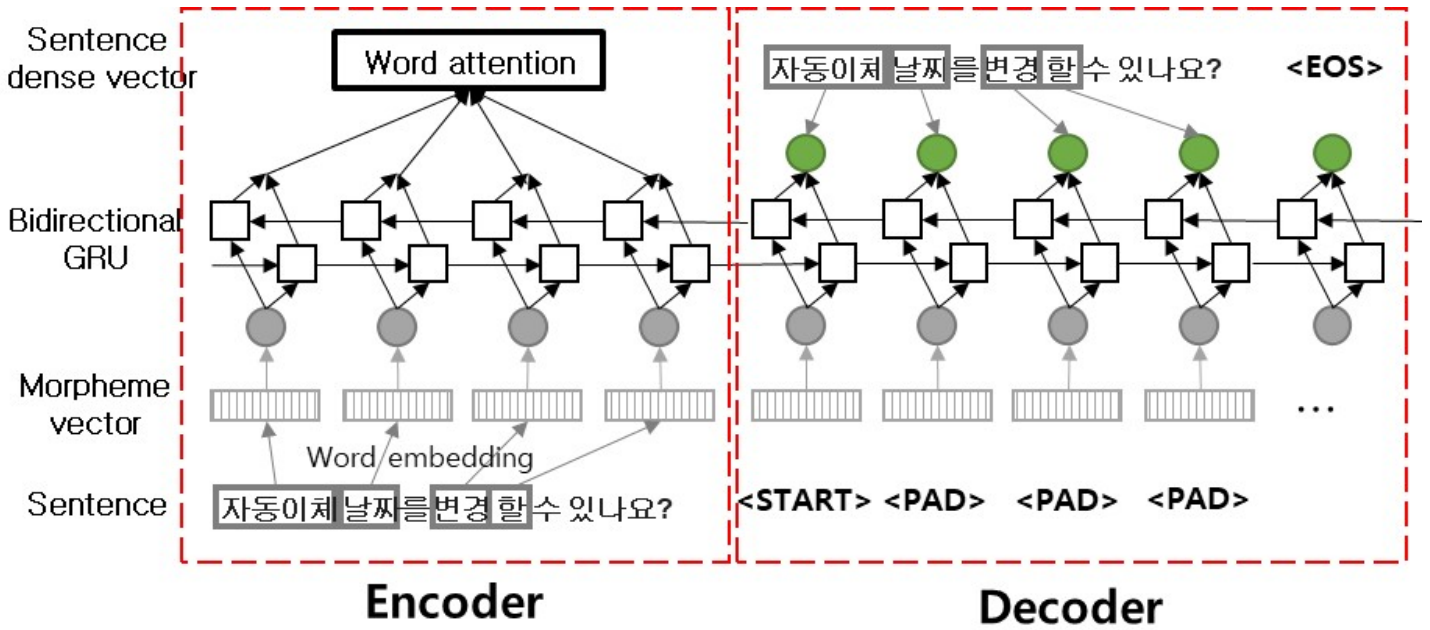 Sentence
dense vector
Word attention
자동이체 날짜를 변경 할 수 있나요?
<EOS>
Bidirectional
GRU
Morpheme
vector
...
Word embedding
Sentence
자동이체 날짜를 변경 할 수 있나요?
<START> <PAD> <PAD> <PAD>
Encoder
Decoder